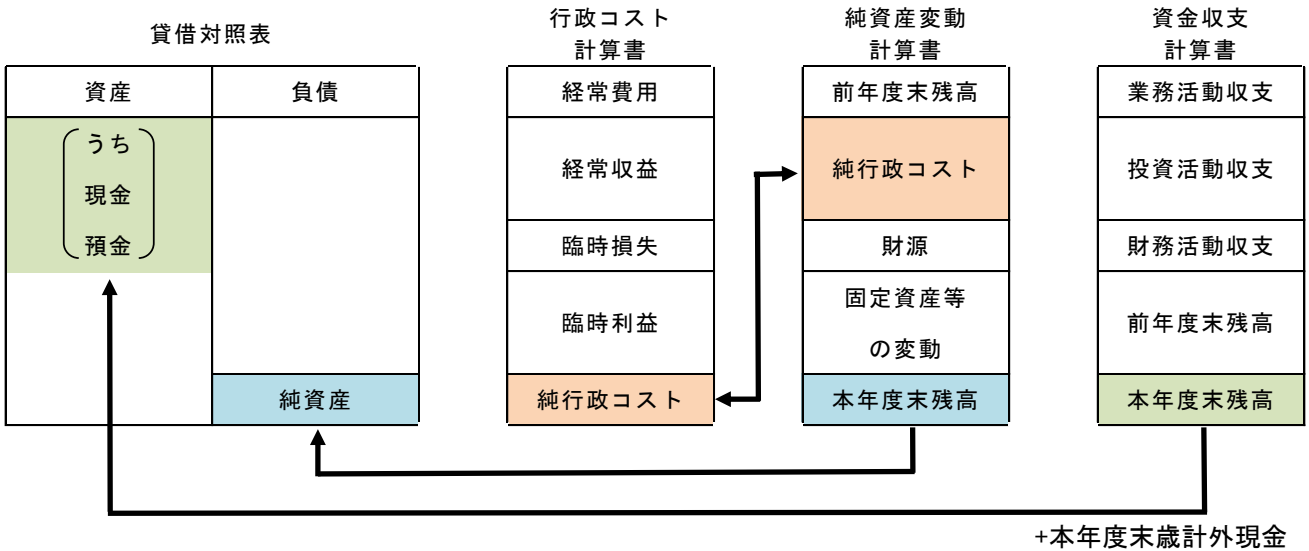 貸借対照表
資産
負債
うち
現金
預金
純資産
行政コスト
計算書
経常費用
経常収益
臨時損失
臨時利益
純行政コスト
純資産変動
計算書
前年度末残高
純行政コスト
財源
固定資産等
の変動
本年度末残高
資金収支
計算書
業務活動収支
投資活動収支
財務活動収支
前年度末残高
本年度末残高
+本年度末歳計外現金